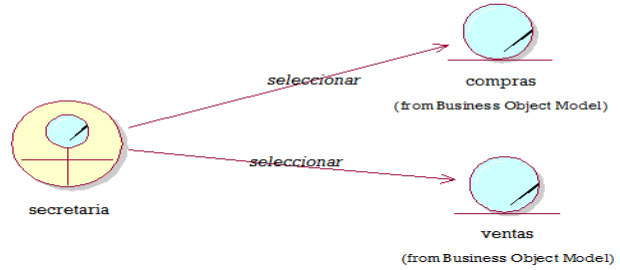 seleccionar
compras
(from Business Object Model)
seleccionar
secretaria
ventas
(from Business Object Model)